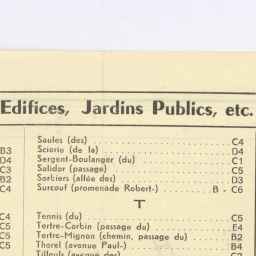 Edifices, Jardins Publics, etc.
B3
D4
C3
B2
C4
C4
C5
C5
C5
Saules (des) C4
Scierie (de la) D4
Sergent-Boulanger (du) C1
Solidor (passage) C5
Sorbiers (allée des) D3
Surcouf (promenade Robert-) B - C6
T
Tennis (du) C5
Tertre-Corbin (passage du) E4
Tertre-Mignon (chemin, passage du) B2
Thorel (avenue Paul-) B4